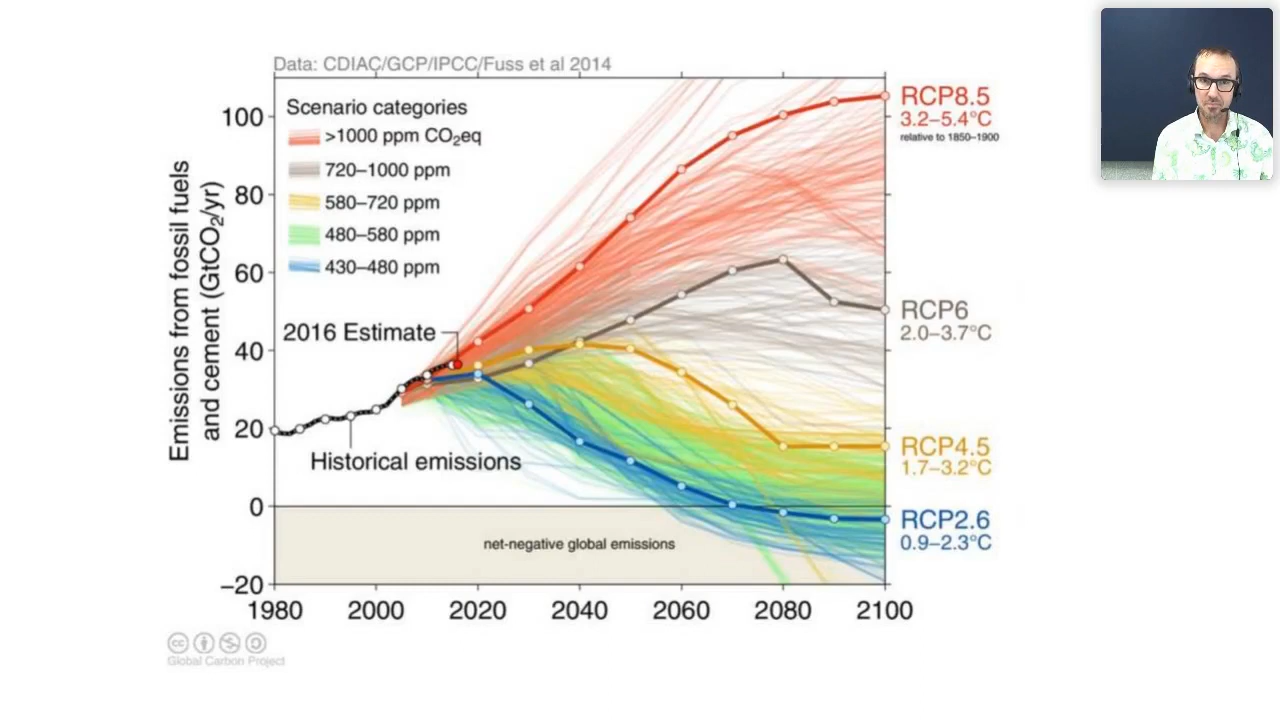 Data: CDIAC/GCP/IPCC/Fuss et al 2014
Scenario categories
>1000 ppm CO₂eq
720–1000 ppm
580–720 ppm
480–580 ppm
430–480 ppm
Emissions from fossil fuels
and cement (GtCO₂/yr)
100
80
60
40
20
0
−20
2016 Estimate
Historical emissions
net-negative global emissions
1980 2000 2020 2040 2060 2080 2100
RCP8.5
3.2–5.4°C
relative to 1850–1900
RCP6
2.0–3.7°C
RCP4.5
1.7–3.2°C
RCP2.6
0.9–2.3°C
cc
Global Carbon Project